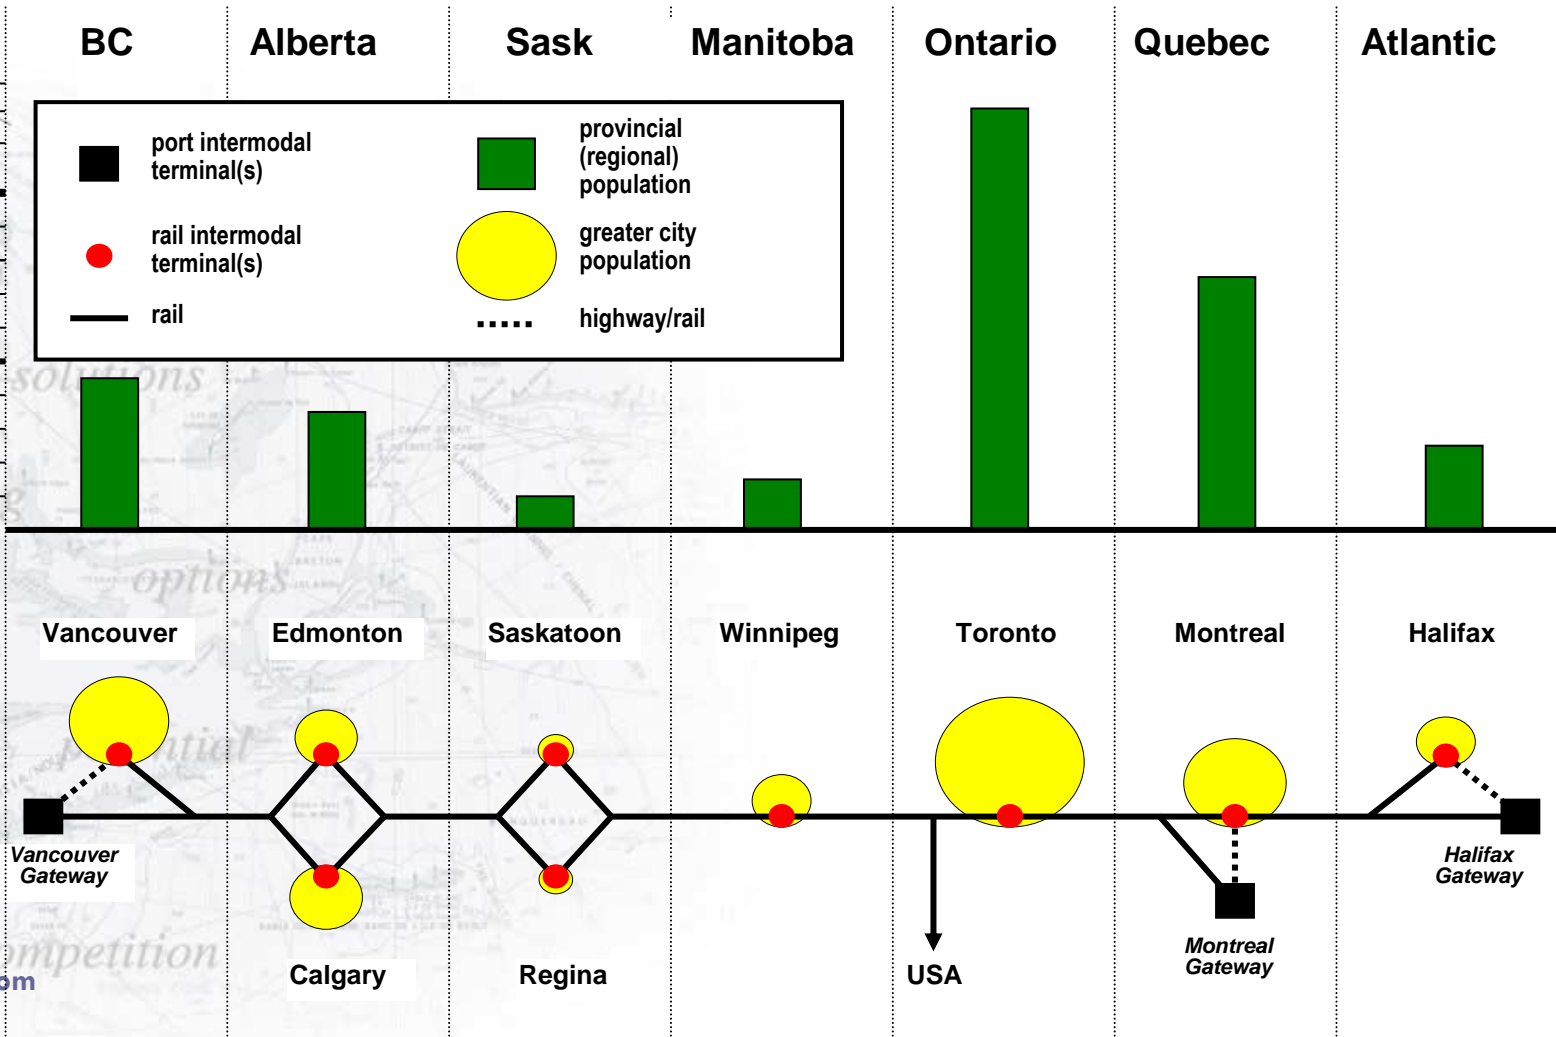 BC Alberta Sask Manitoba Ontario Quebec Atlantic
port intermodal
terminal(s)
provincial
(regional)
population
rail intermodal
terminal(s)
greater city
population
rail
highway/rail
solutions
options
Vancouver Edmonton Saskatoon Winnipeg Toronto Montreal Halifax
Vancouver
Gateway
Halifax
Gateway
Montreal
Gateway
ompetition
om
Calgary Regina USA